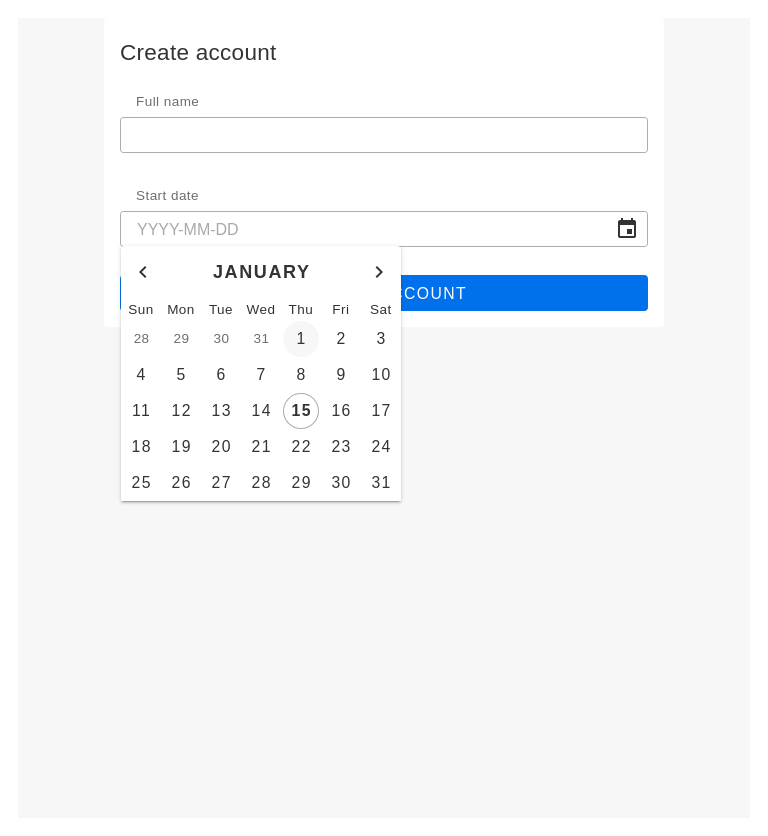 Create account
Full name
Start date
YYYY-MM-DD
JANUARY
COUNT
Sun Mon Tue Wed Thu Fri Sat
28 29 30 31 1 2 3
4 5 6 7 8 9 10
11 12 13 14 15 16 17
18 19 20 21 22 23 24
25 26 27 28 29 30 31